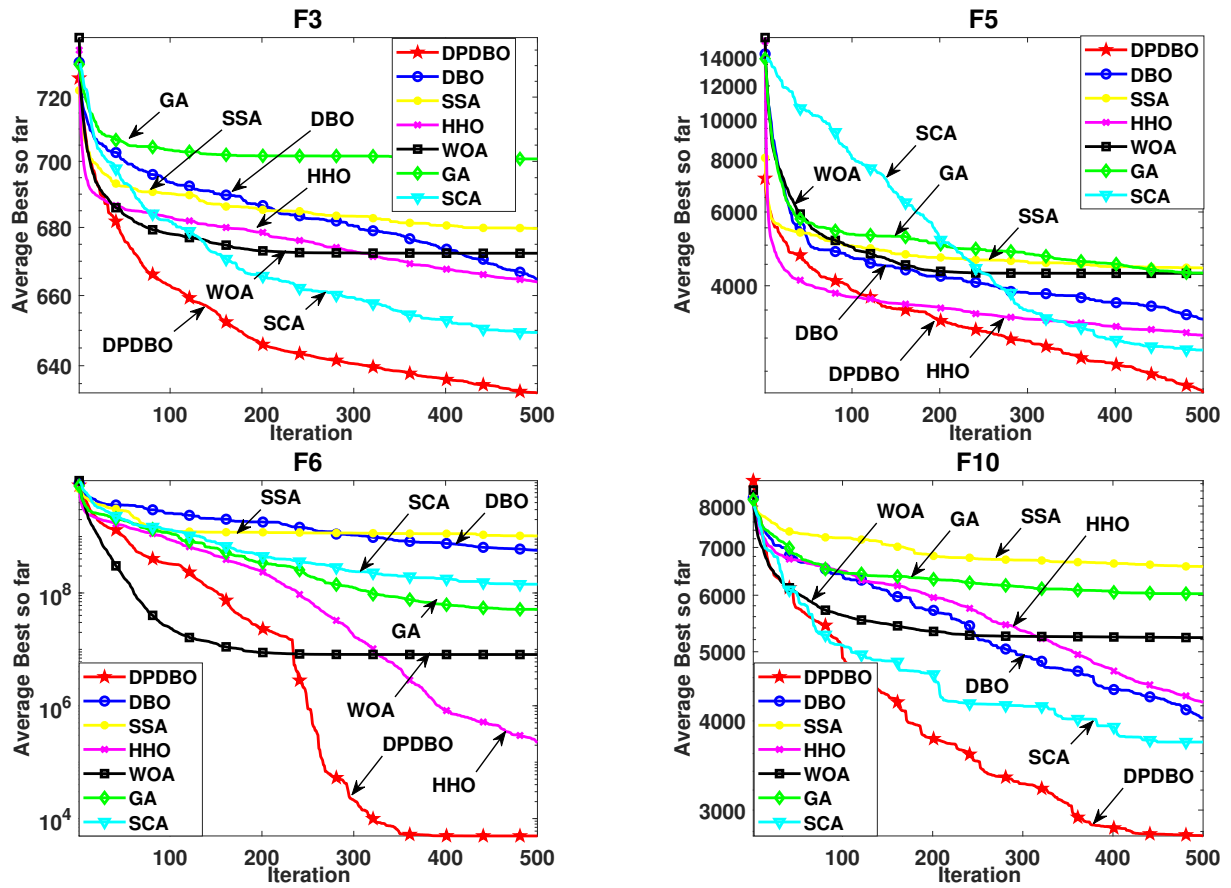 F3
Average Best so far
720
700
680
660
640
100 200 300 400 500
Iteration
DPDBO
DBO
SSA
HHO
WOA
GA
SCA
GA
SSA
DBO
HHO
WOA
SCA
DPDBO
F5
Average Best so far
14000
12000
10000
8000
6000
4000
100 200 300 400 500
Iteration
DPDBO
DBO
SSA
HHO
WOA
GA
SCA
SCA
WOA
GA
SSA
DBO
DPDBO
HHO
F6
Average Best so far
10^8
10^6
10^4
100 200 300 400 500
Iteration
DPDBO
DBO
SSA
HHO
WOA
GA
SCA
SSA
SCA
DBO
GA
WOA
DPDBO
HHO
F10
Average Best so far
8000
7000
6000
5000
4000
3000
100 200 300 400 500
Iteration
DPDBO
DBO
SSA
HHO
WOA
GA
SCA
WOA
GA
SSA
HHO
DBO
SCA
DPDBO